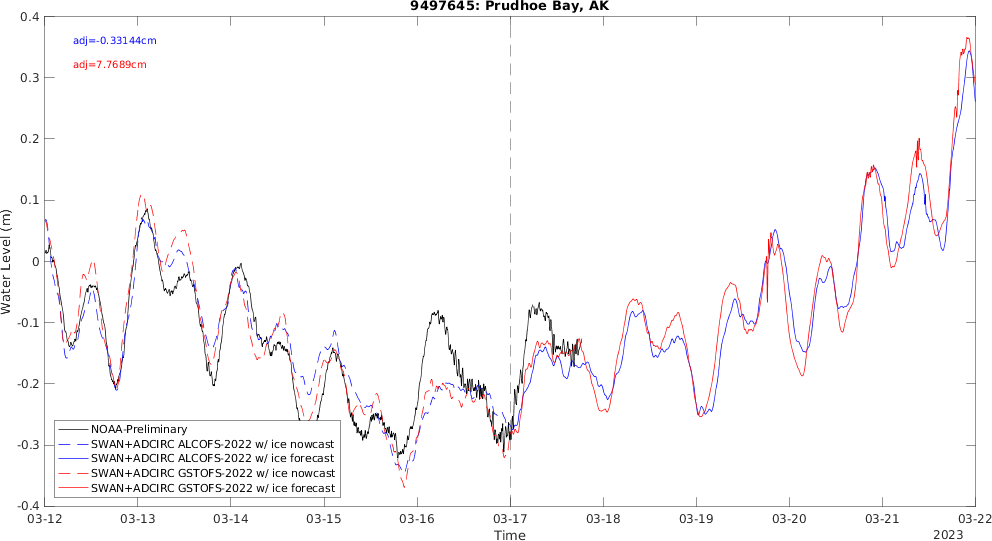 9497645: Prudhoe Bay, AK
adj=-0.33144cm
adj=7.7689cm
0.4
0.3
0.2
0.1
0
-0.1
-0.2
-0.3
-0.4
Water Level (m)
NOAA-Preliminary
SWAN+ADCIRC ALCOFS-2022 w/ ice nowcast
SWAN+ADCIRC ALCOFS-2022 w/ ice forecast
SWAN+ADCIRC GSTOFS-2022 w/ ice nowcast
SWAN+ADCIRC GSTOFS-2022 w/ ice forecast
03-12 03-13 03-14 03-15 03-16 03-17 03-18 03-19 03-20 03-21 03-22
Time
2023